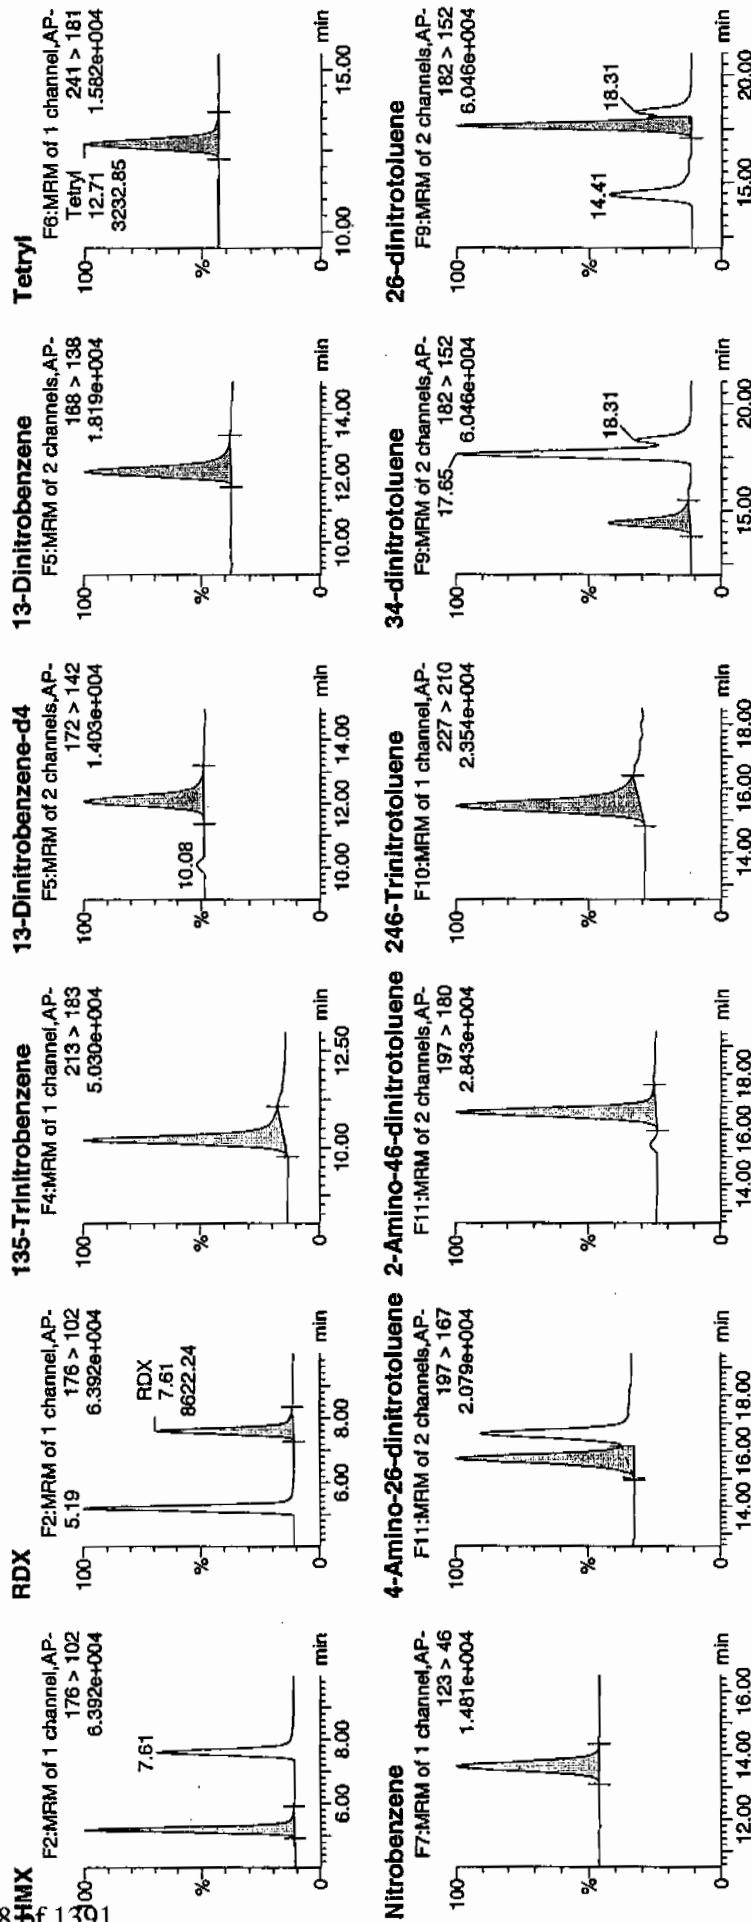 HMX
F2:MRM of 1 channel,AP-
176 > 102
6.392e+004
100
%
0
7.61
6.00
8.00
min
RDX
F2:MRM of 1 channel,AP-
176 > 102
6.392e+004
5.19
RDX
7.61
8622.24
100
%
0
6.00
8.00
min
135-Trinitrobenzene
F4:MRM of 1 channel,AP-
213 > 183
5.030e+004
100
%
0
10.00
12.50
min
13-Dinitrobenzene-d4
F5:MRM of 2 channels,AP-
172 > 142
1.403e+004
100
%
0
10.08
10.00
12.00
14.00
min
13-Dinitrobenzene
F5:MRM of 2 channels,AP-
168 > 138
1.819e+004
100
%
0
10.00
12.00
14.00
min
Tetryl
F6:MRM of 1 channel,AP-
241 > 181
1.582e+004
Tetryl
12.71
3232.85
100
%
0
10.00
15.00
min
Nitrobenzene
F7:MRM of 1 channel,AP-
123 > 46
1.481e+004
100
%
0
12.00
14.00
16.00
min
4-Amino-26-dinitrotoluene
F11:MRM of 2 channels,AP-
197 > 167
2.079e+004
100
%
0
14.00
16.00
18.00
min
2-Amino-46-dinitrotoluene
F11:MRM of 2 channels,AP-
197 > 180
2.843e+004
100
%
0
14.00
16.00
18.00
min
246-Trinitrotoluene
F10:MRM of 1 channel,AP-
227 > 210
2.354e+004
100
%
0
14.00
16.00
18.00
min
34-dinitrotoluene
F9:MRM of 2 channels,AP-
182 > 152
6.046e+004
17.65
18.31
100
%
0
15.00
20.00
min
26-dinitrotoluene
F9:MRM of 2 channels,AP-
182 > 152
6.046e+004
14.41
18.31
100
%
0
15.00
20.00
min
of 1301